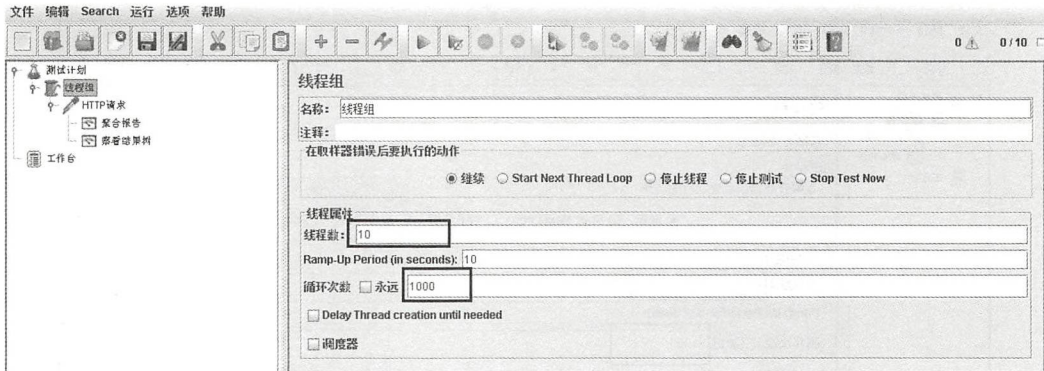 文件 编辑 Search 运行 选项 帮助
0 0/10
测试计划
线程组
HTTP请求
聚合报告
察看结果树
工作台
线程组
名称: 线程组
注释:
在取样器错误后要执行的动作
继续 Start Next Thread Loop 停止线程 停止测试 Stop Test Now
线程属性
线程数: 10
Ramp-Up Period (in seconds): 10
循环次数 永远 1000
Delay Thread creation until needed
调度器